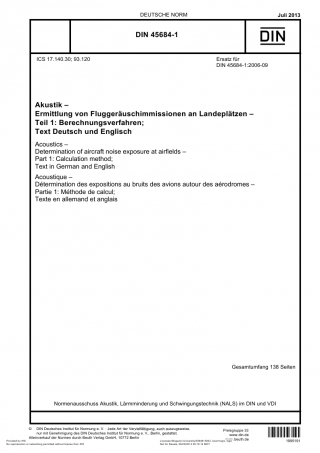 DEUTSCHE NORM
Juli 2013
DIN 45684-1
DIN
ICS 17.140.30; 93.120
Ersatz für
DIN 45684-1:2006-09
Akustik –
Ermittlung von Fluggeräuschimmissionen an Landeplätzen –
Teil 1: Berechnungsverfahren;
Text Deutsch und Englisch
Acoustics –
Determination of aircraft noise exposure at airfields –
Part 1: Calculation method;
Text in German and English
Acoustique –
Détermination des expositions au bruits des avions autour des aérodromes –
Partie 1: Méthode de calcul;
Texte en allemand et anglais
Gesamtumfang 138 Seiten
Normenausschuss Akustik, Lärmminderung und Schwingungstechnik (NALS) im DIN und VDI
© DIN Deutsches Institut für Normung e. V. · Jede Art der Vervielfältigung, auch auszugsweise,
nur mit Genehmigung des DIN Deutsches Institut für Normung e. V., Berlin, gestattet.
Alleinverkauf der Normen durch Beuth Verlag GmbH, 10772 Berlin
Preisgruppe 33
www.din.de
www.beuth.de